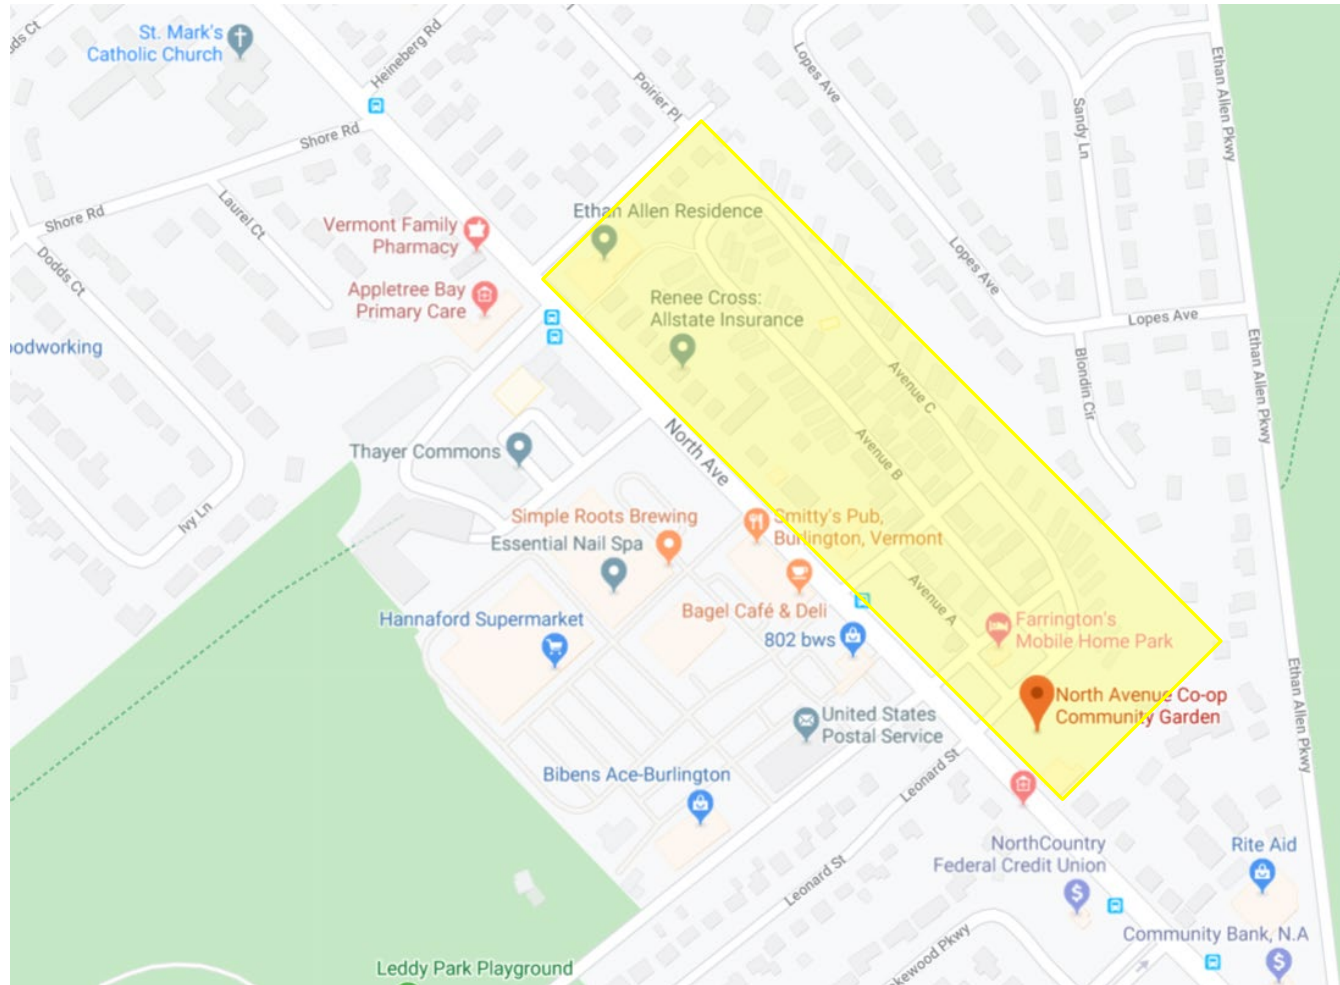 ds Ct
St. Mark's
Catholic Church
Heineberg Rd
Shore Rd
Poirier Pl
Lopes Ave
Sandy Ln
Ethan Allen Pkwy
Shore Rd
Laurel Ct
Dodds Ct
Vermont Family
Pharmacy
Appletree Bay
Primary Care
Ethan Allen Residence
Renee Cross:
Allstate Insurance
Lopes Ave
Lopes Ave
Blondin Cir
Ethan Allen Pkwy
oodworking
Avenue C
Avenue B
Avenue A
North Ave
Thayer Commons
Ivy Ln
Simple Roots Brewing
Essential Nail Spa
Smitty's Pub,
Burlington, Vermont
Bagel Café & Deli
802 bws
Hannaford Supermarket
Farrington's
Mobile Home Park
North Avenue Co-op
Community Garden
Ethan Allen Pkwy
United States
Postal Service
Leonard St
Bibens Ace-Burlington
Leonard St
NorthCountry
Federal Credit Union
Rite Aid
Community Bank, N.A
kewood Pkwy
Leddy Park Playground